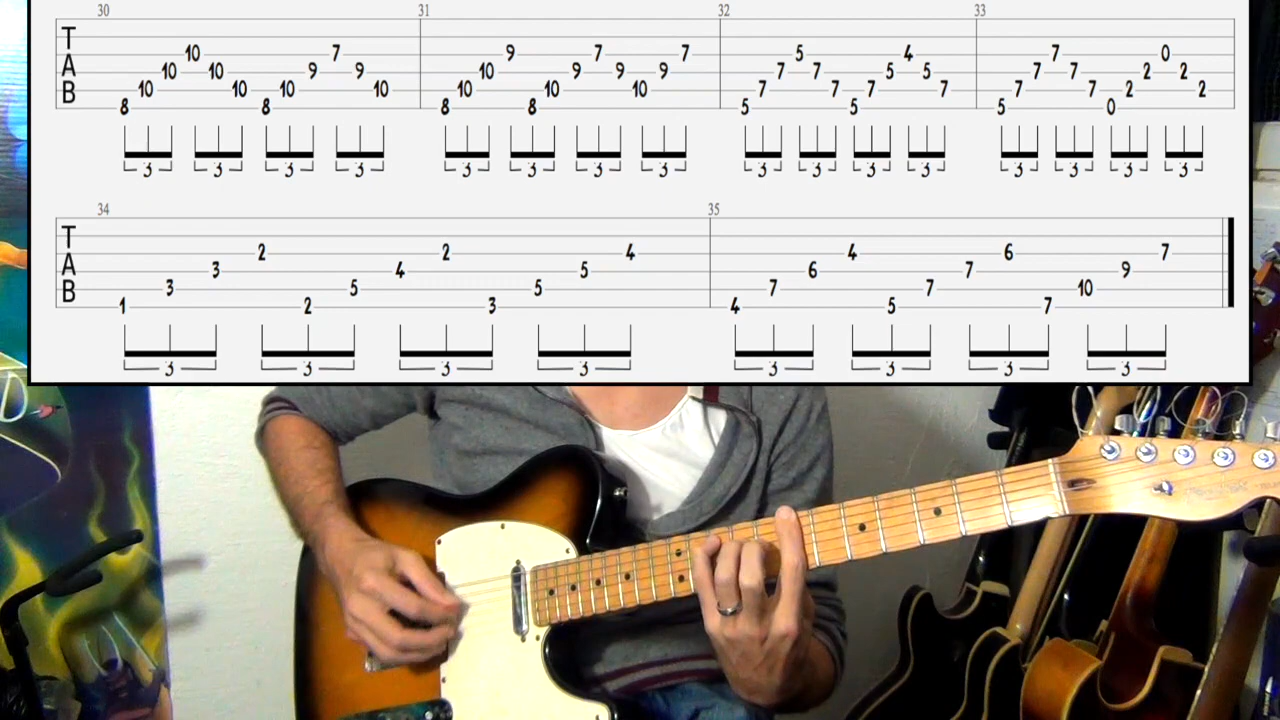 30 31 32 33
T
10 7 9 7 7 5 4 7 0
A 10 10 9 9 10 9 9 9 7 7 5 5 7 7 2 2
B 10 10 10 10 10 10 10 7 7 7 7 7 7 2 2
8 8 8 8 5 5 5 0
3 3 3 3 3 3 3 3 3 3 3 3 3 3 3 3
34 35
T
2 2 4 4 6 7
A 3 4 5 6 7 9
B 3 5 5 7 7 10
1 2 3 4 5 7
3 3 3 3 3 3 3 3